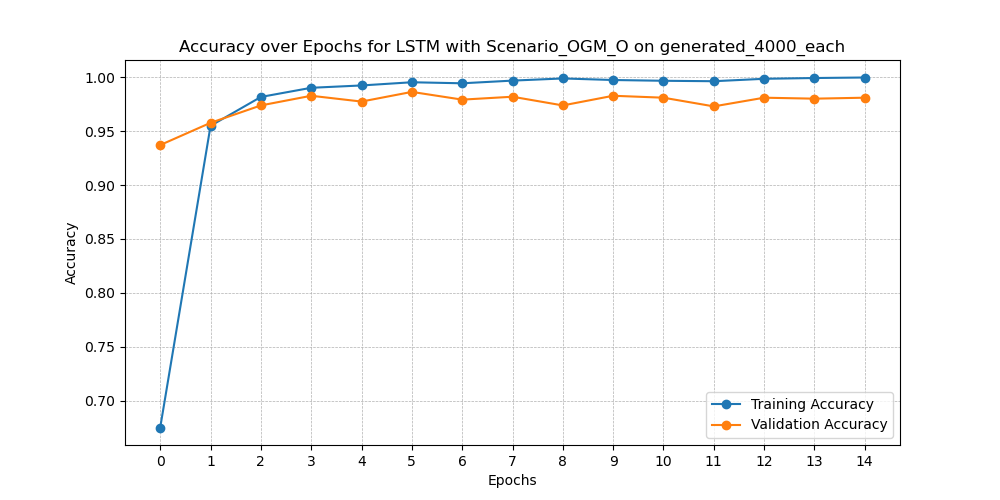 Accuracy over Epochs for LSTM with Scenario_OGM_O on generated_4000_each
Accuracy
1.00
0.95
0.90
0.85
0.80
0.75
0.70
Training Accuracy
Validation Accuracy
0 1 2 3 4 5 6 7 8 9 10 11 12 13 14
Epochs